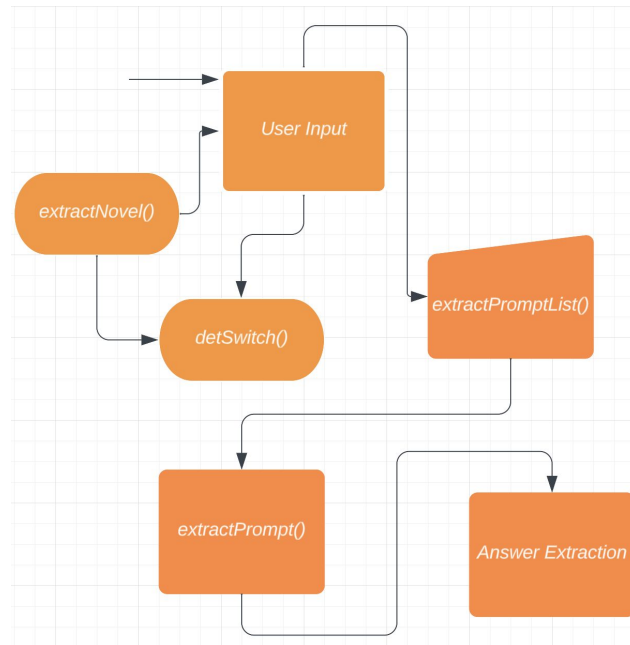 User Input
extractNovel()
extractPromptList()
detSwitch()
extractPrompt()
Answer Extraction